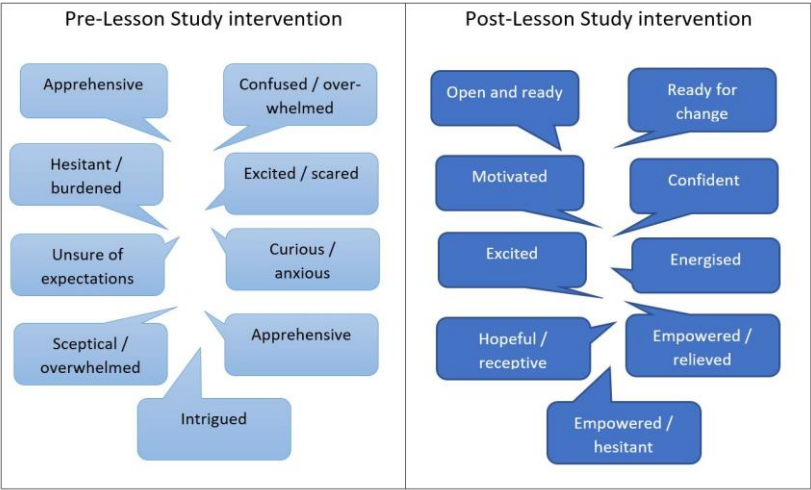 Pre-Lesson Study intervention
Apprehensive
Confused / over-
whelmed
Hesitant /
burdened
Excited / scared
Unsure of
expectations
Curious /
anxious
Sceptical /
overwhelmed
Apprehensive
Intrigued
Post-Lesson Study intervention
Open and ready
Ready for
change
Motivated
Confident
Excited
Energised
Hopeful /
receptive
Empowered /
relieved
Empowered /
hesitant